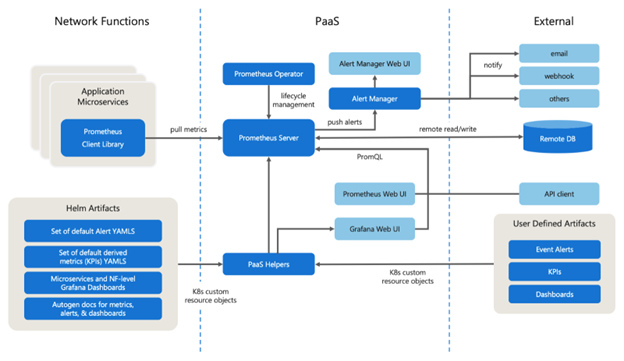 Network Functions
PaaS
External
Application
Microservices
Prometheus
Client Library
pull metrics
Prometheus Operator
lifecycle
management
Prometheus Server
Alert Manager Web UI
Alert Manager
push alerts
notify
email
webhook
others
remote read/write
Remote DB
PromQL
Prometheus Web UI
API client
Grafana Web UI
Helm Artifacts
Set of default Alert YAMLS
Set of default derived
metrics (KPIs) YAMLS
Microservices and NF-level
Grafana Dashboards
Autogen docs for metrics,
alerts, & dashboards
K8s custom
resource objects
PaaS Helpers
K8s custom
resource objects
User Defined Artifacts
Event Alerts
KPIs
Dashboards